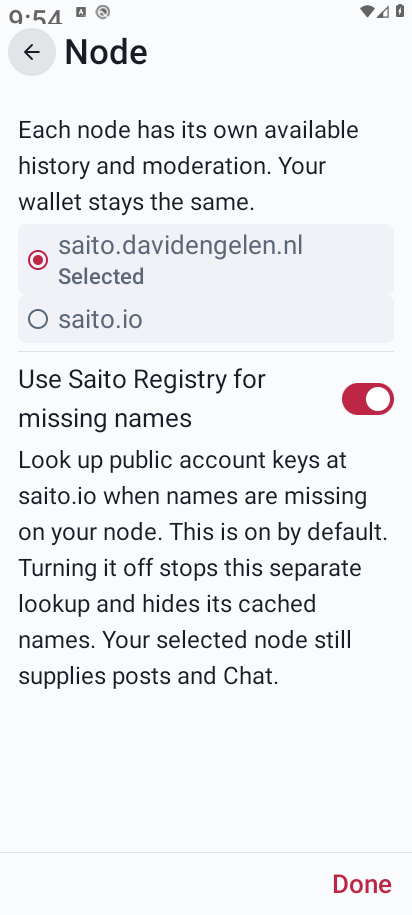 9:54
Node
Each node has its own available
history and moderation. Your
wallet stays the same.
saito.davidengelen.nl
Selected
saito.io
Use Saito Registry for
missing names
Look up public account keys at
saito.io when names are missing
on your node. This is on by default.
Turning it off stops this separate
lookup and hides its cached
names. Your selected node still
supplies posts and Chat.
Done